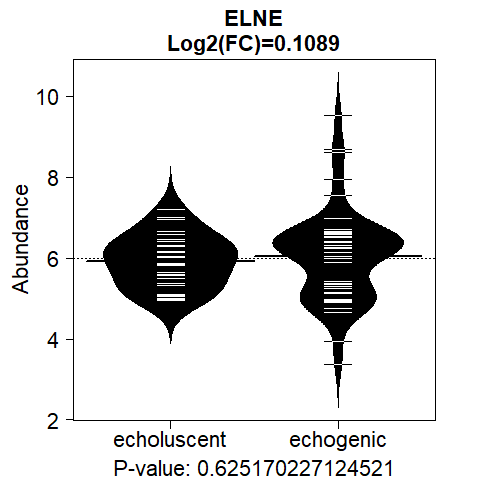 ELNE
Log2(FC)=0.1089
Abundance
10
8
6
4
2
echoluscent echogenic
P-value: 0.625170227124521